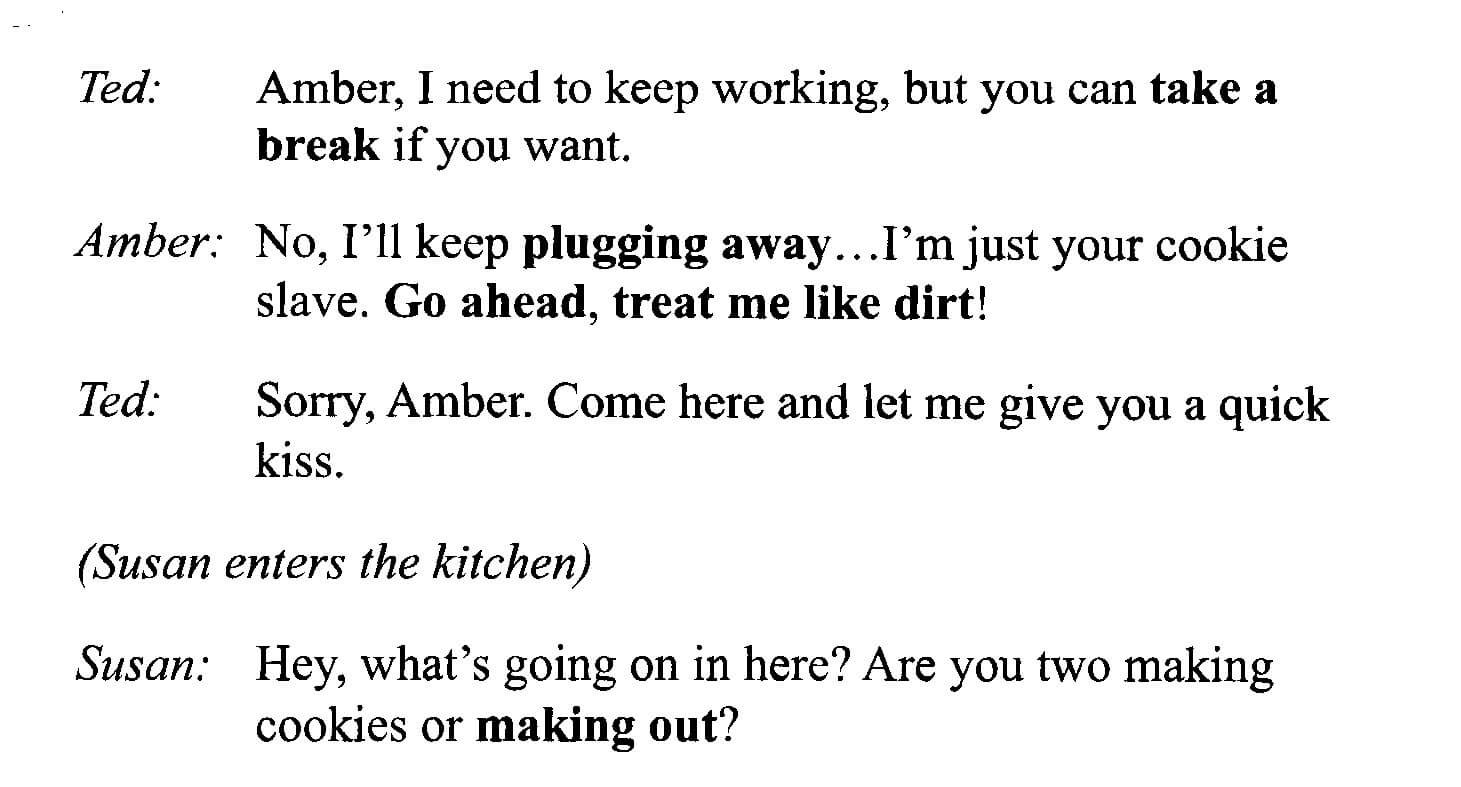 Ted: Amber, I need to keep working, but you can take a
break if you want.
Amber: No, I'll keep plugging away...I'm just your cookie
slave. Go ahead, treat me like dirt!
Ted: Sorry, Amber. Come here and let me give you a quick
kiss.
(Susan enters the kitchen)
Susan: Hey, what's going on in here? Are you two making
cookies or making out?